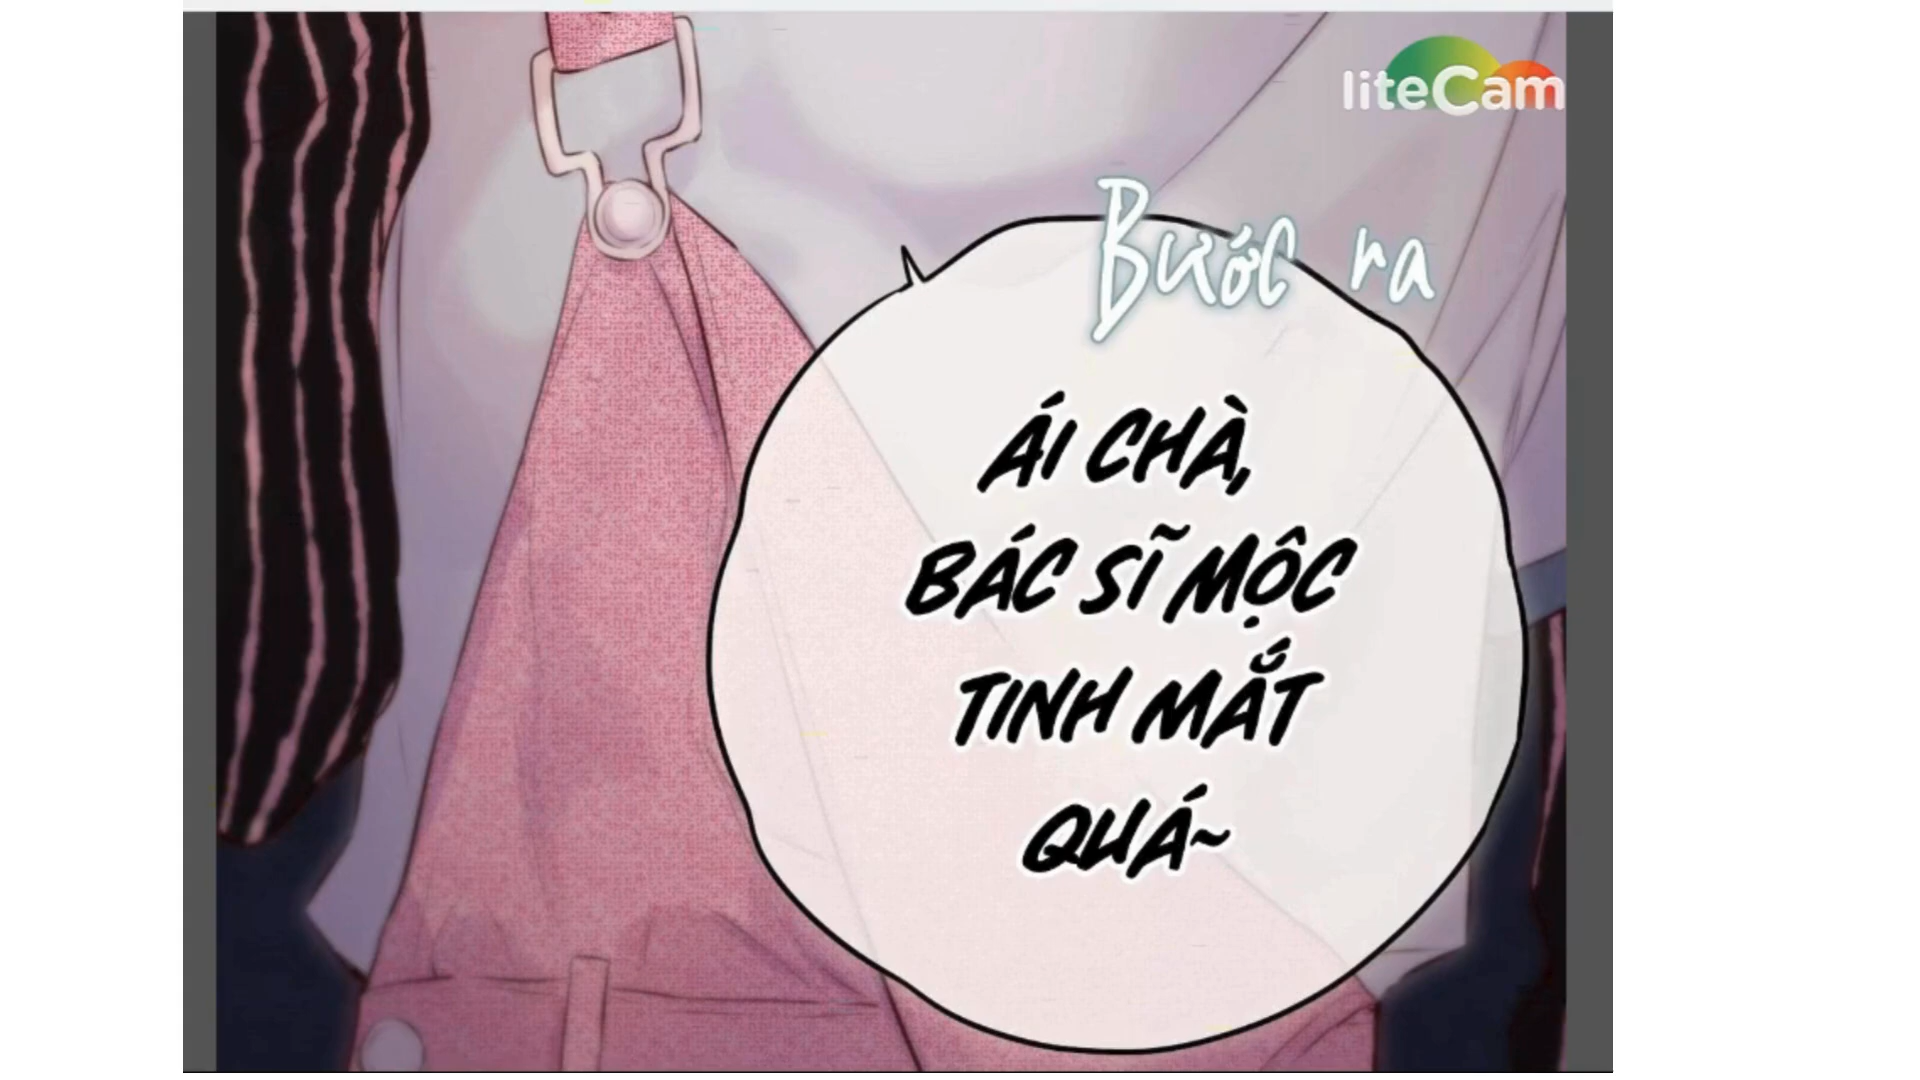 liteCam
Bước ra
ÁI CHÀ,
BÁC SĨ MỘC
TINH MẮT
QUÁ~